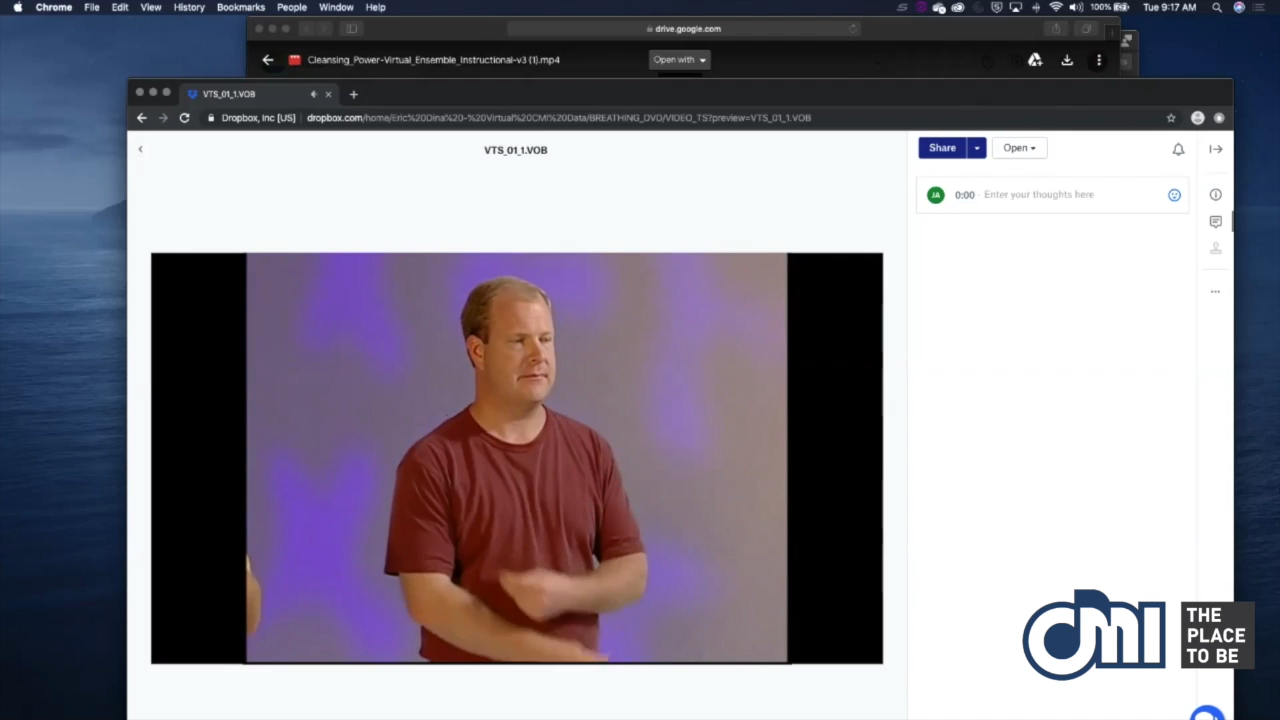 Chrome File Edit View History Bookmarks People Window Help 100% Tue 9:17 AM
drive.google.com
Cleansing_Power-Virtual_Ensemble_Instructional-v3 (1).mp4 Open with
VTS_01_1.VOB
Dropbox, Inc [US] dropbox.com/home/Eric%20Dina%20-%20Virtual%20CMI%20Data/BREATHING_DVD/VIDEO_TS?preview=VTS_01_1.VOB
VTS_01_1.VOB
Share Open
JA 0:00 Enter your thoughts here
dmi
THE
PLACE
TO BE